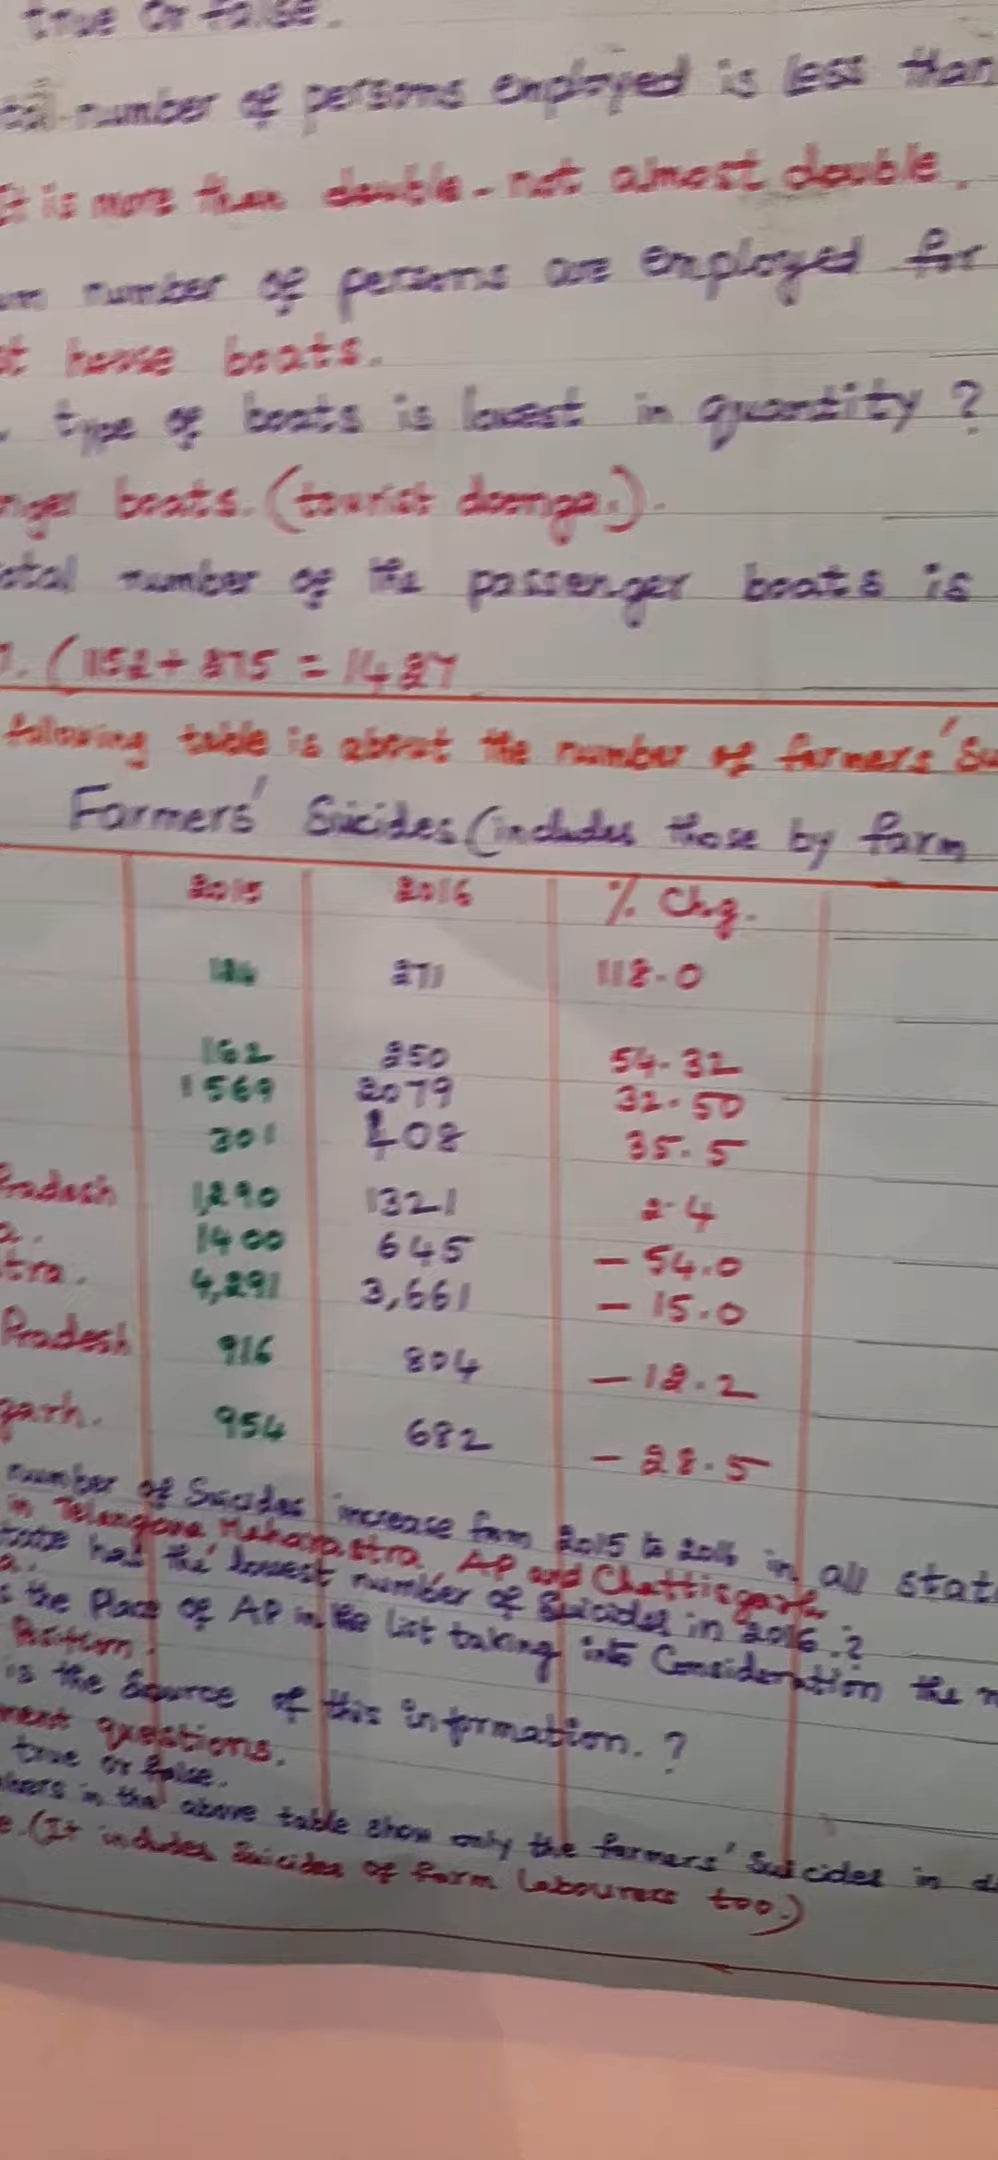 true or false.
number of persons employed is less than
It is more than double - not almost double.
number of persons are employed for
house boats.
type of boats is lowest in quantity ?
boats. (tourist doonga.).
total number of the passenger boats is
(1152 + 275 = 1427
following table is about the number of farmers'
Farmers' Suicides (includes those by farm
2015 2016 % Chg.
271 118.0
162 250 54.32
1569 2079 32.50
301 408 35.5
Pradesh 1,290 1321 2.4
1400 645 - 54.0
4,291 3,661 - 15.0
Pradesh 916 804 - 12.2
954 682 - 28.5
number of Suicides increase from 2015 to 2016 in all
in Telangana Maharastra, AP and Chattisgarh
has the lowest number of Suicides in 2016.?
the Place of AP in the list taking into Consideration the
Position.
is the Source of this information. ?
questions.
true or false.
in the above table show only the farmers' Suicides in
(It includes Suicides of farm labourers too.)